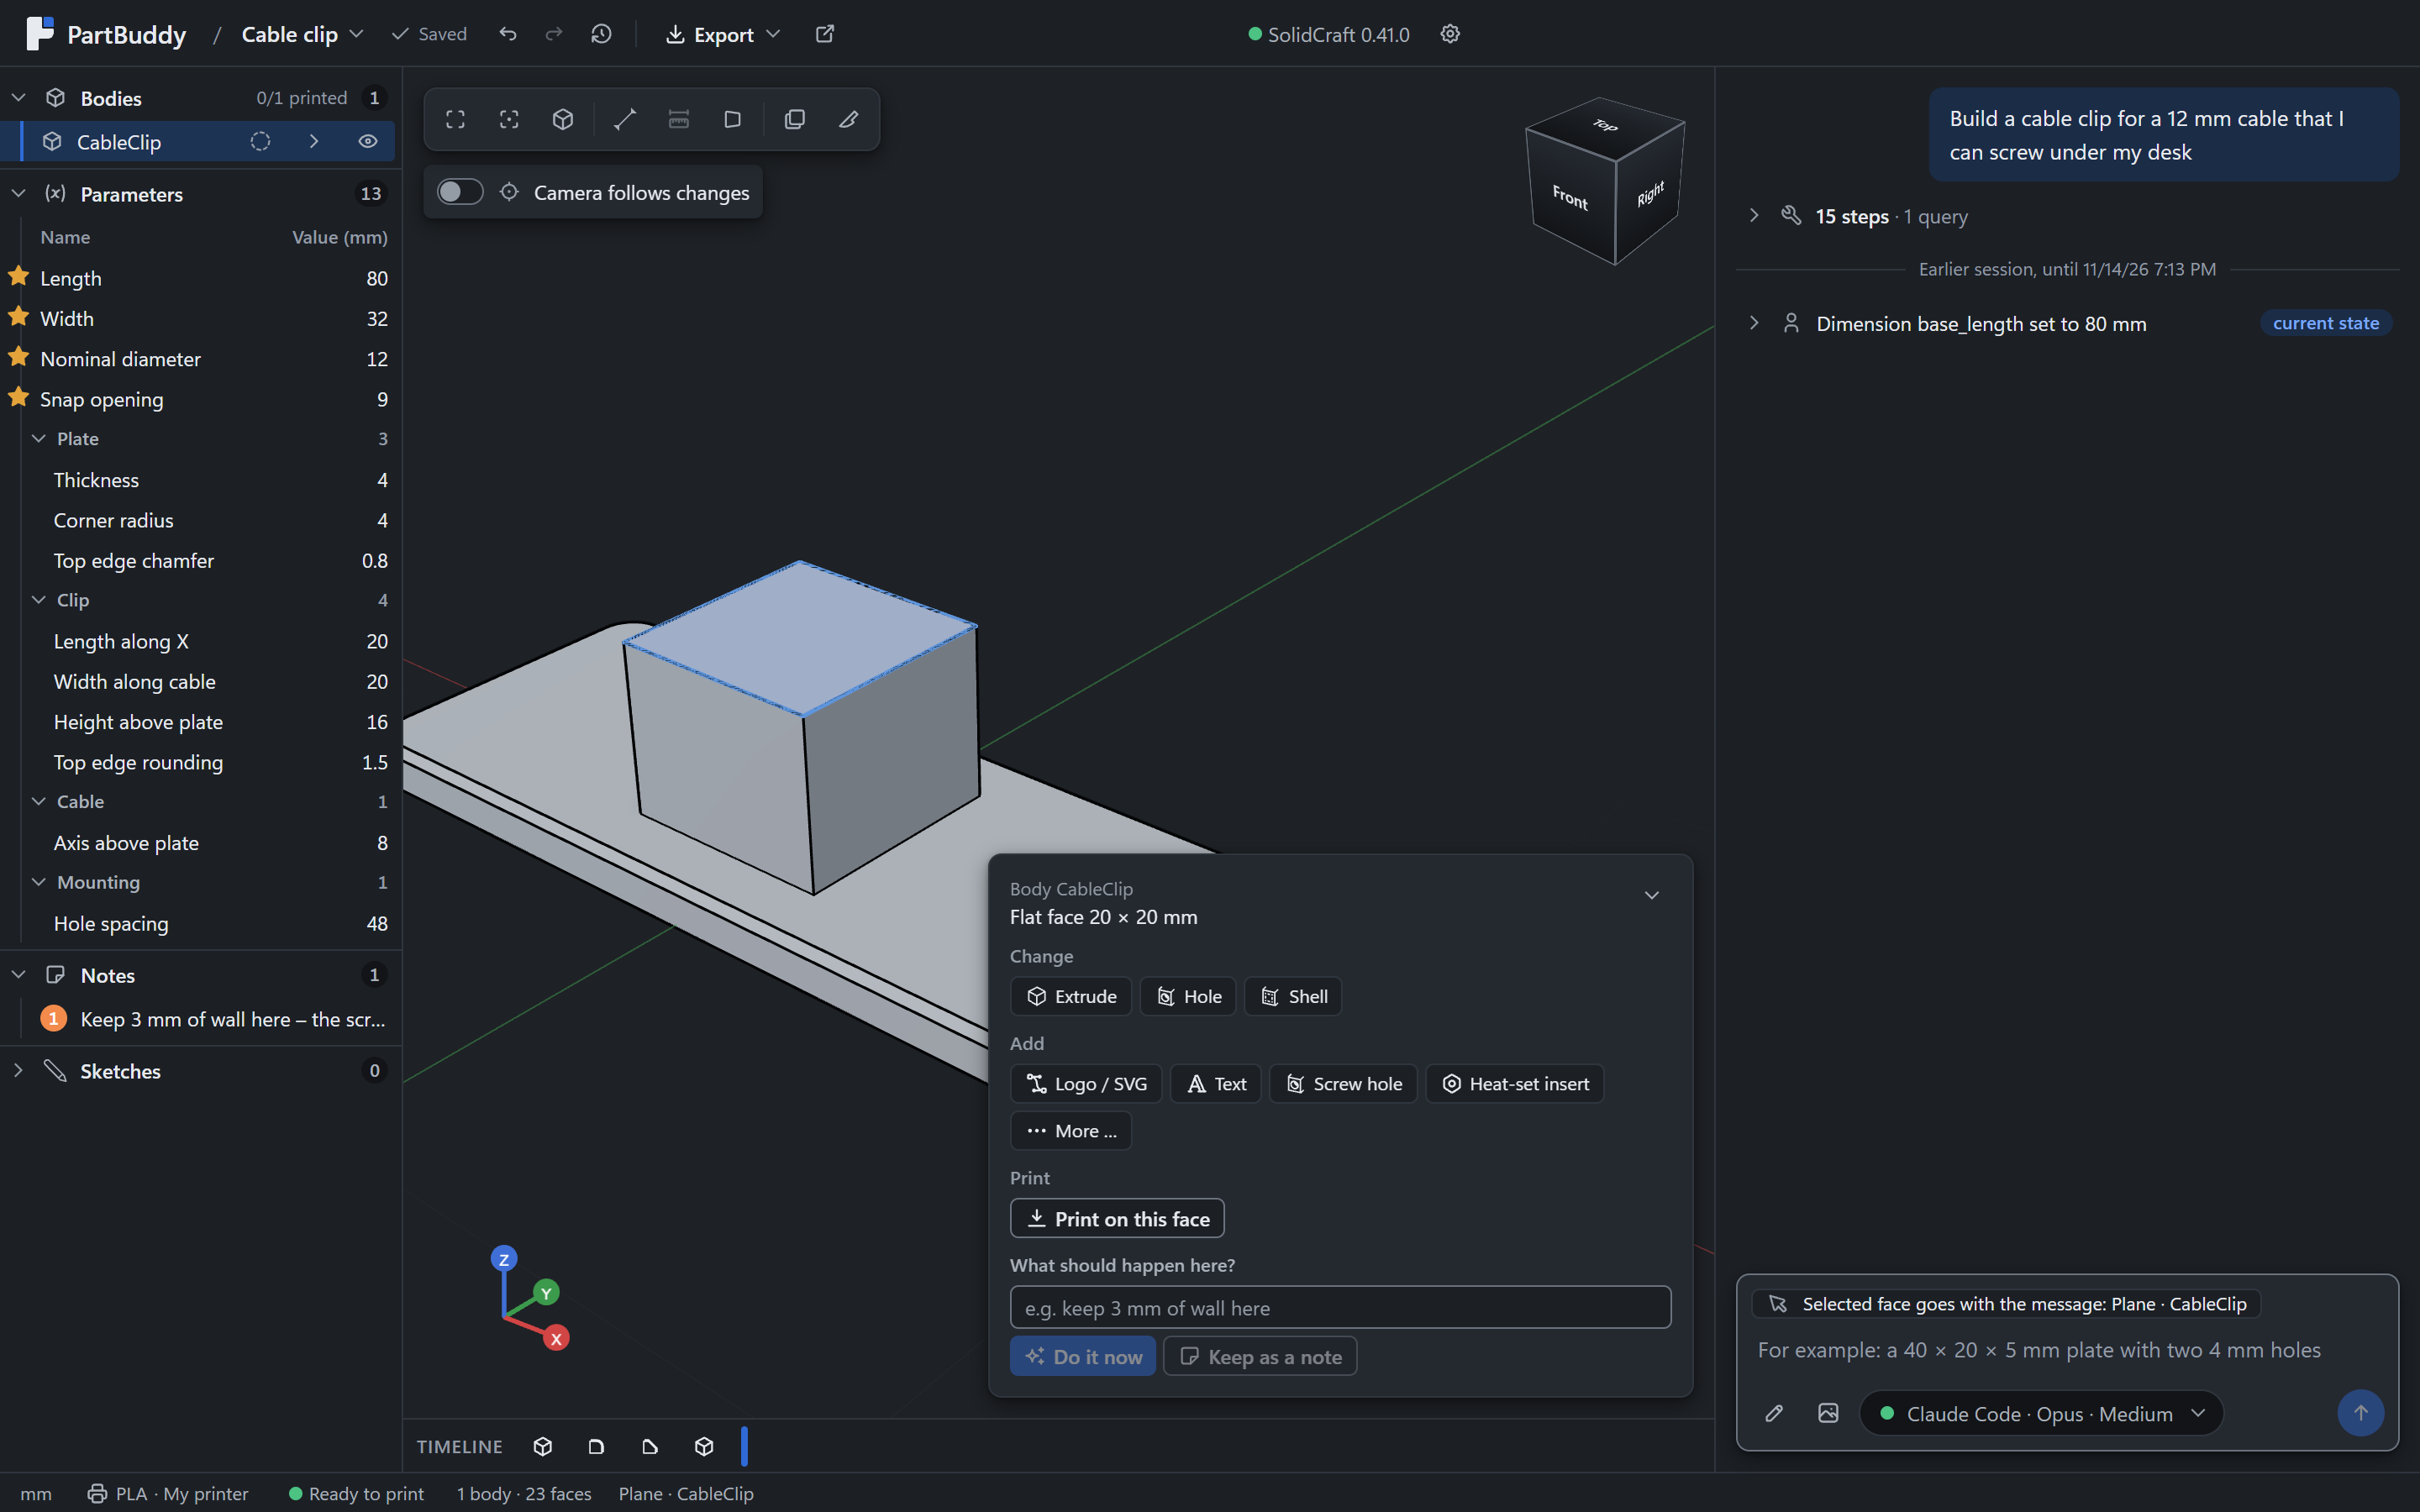 PartBuddy / Cable clip Saved Export SolidCraft 0.41.0
Bodies 0/1 printed 1
CableClip
Parameters 13
Name Value (mm)
Length 80
Width 32
Nominal diameter 12
Snap opening 9
Plate 3
Thickness 4
Corner radius 4
Top edge chamfer 0.8
Clip 4
Length along X 20
Width along cable 20
Height above plate 16
Top edge rounding 1.5
Cable 1
Axis above plate 8
Mounting 1
Hole spacing 48
Notes 1
1 Keep 3 mm of wall here – the scr...
Sketches 0
Camera follows changes
Top
Front
Right
Body CableClip
Flat face 20 × 20 mm
Change
Extrude Hole Shell
Add
Logo / SVG Text Screw hole Heat-set insert
More ...
Print
Print on this face
What should happen here?
e.g. keep 3 mm of wall here
Do it now Keep as a note
Z
Y
X
TIMELINE
Build a cable clip for a 12 mm cable that I
can screw under my desk
15 steps · 1 query
Earlier session, until 11/14/26 7:13 PM
Dimension base_length set to 80 mm current state
Selected face goes with the message: Plane · CableClip
For example: a 40 × 20 × 5 mm plate with two 4 mm holes
Claude Code · Opus · Medium
mm PLA · My printer Ready to print 1 body · 23 faces Plane · CableClip